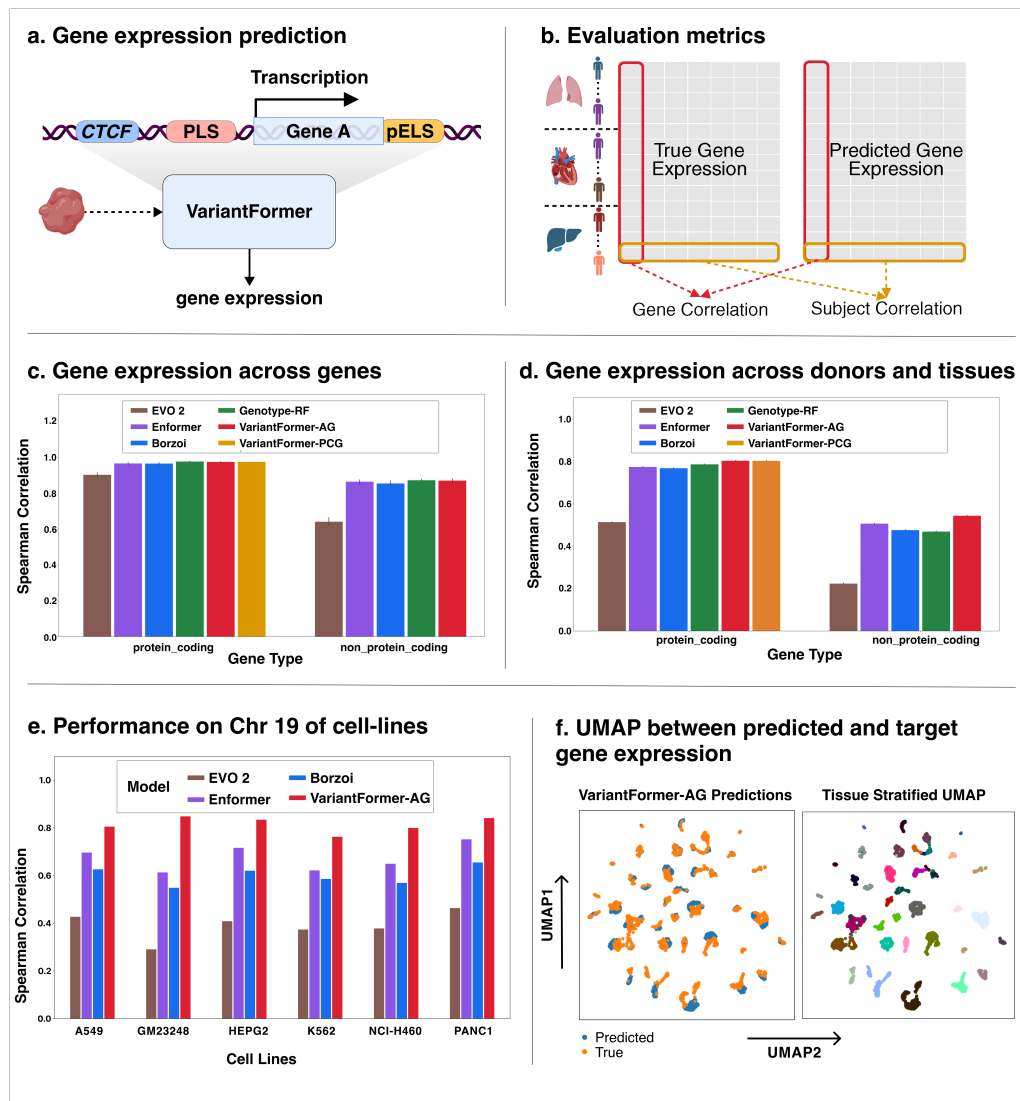 a. Gene expression prediction
Transcription
CTCF
PLS
Gene A
pELS
VariantFormer
gene expression
b. Evaluation metrics
True Gene
Expression
Predicted Gene
Expression
Gene Correlation
Subject Correlation
c. Gene expression across genes
EVO 2
Enformer
Borzoi
Genotype-RF
VariantFormer-AG
VariantFormer-PCG
Spearman Correlation
1.2
1.0
0.8
0.6
0.4
0.2
0.0
protein_coding
non_protein_coding
Gene Type
d. Gene expression across donors and tissues
EVO 2
Enformer
Borzoi
Genotype-RF
VariantFormer-AG
VariantFormer-PCG
Spearman Correlation
1.0
0.8
0.6
0.4
0.2
0.0
protein_coding
non_protein_coding
Gene Type
e. Performance on Chr 19 of cell-lines
Model
EVO 2
Enformer
Borzoi
VariantFormer-AG
Spearman Correlation
1.0
0.8
0.6
0.4
0.2
0.0
A549
GM23248
HEPG2
K562
NCI-H460
PANC1
Cell Lines
f. UMAP between predicted and target
gene expression
VariantFormer-AG Predictions
Tissue Stratified UMAP
UMAP1
Predicted
True
UMAP2